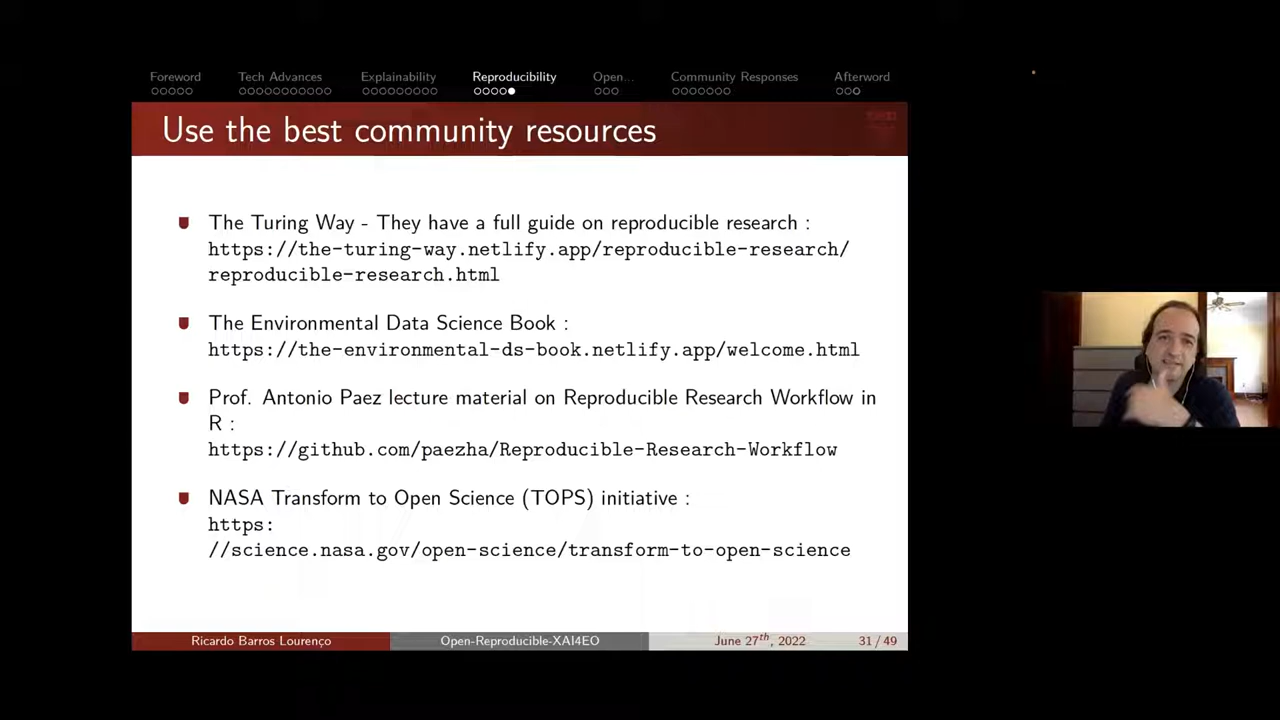 Foreword Tech Advances Explainability Reproducibility Open... Community Responses Afterword
Use the best community resources
The Turing Way - They have a full guide on reproducible research :
https://the-turing-way.netlify.app/reproducible-research/
reproducible-research.html
The Environmental Data Science Book :
https://the-environmental-ds-book.netlify.app/welcome.html
Prof. Antonio Paez lecture material on Reproducible Research Workflow in
R :
https://github.com/paezha/Reproducible-Research-Workflow
NASA Transform to Open Science (TOPS) initiative :
https:
//science.nasa.gov/open-science/transform-to-open-science
Ricardo Barros Lourenço Open-Reproducible-XAI4EO June 27th, 2022 31 / 49